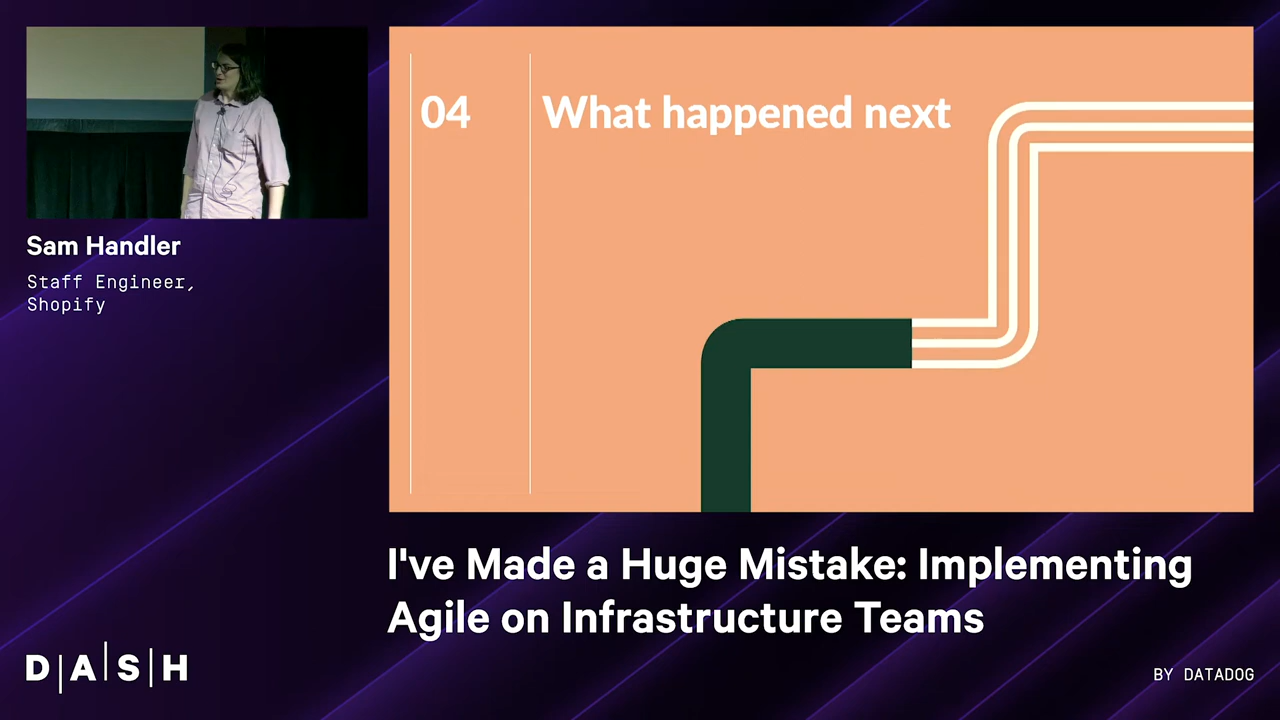 04
What happened next
Sam Handler
Staff Engineer,
Shopify
I've Made a Huge Mistake: Implementing
Agile on Infrastructure Teams
D|A|S|H
BY DATADOG